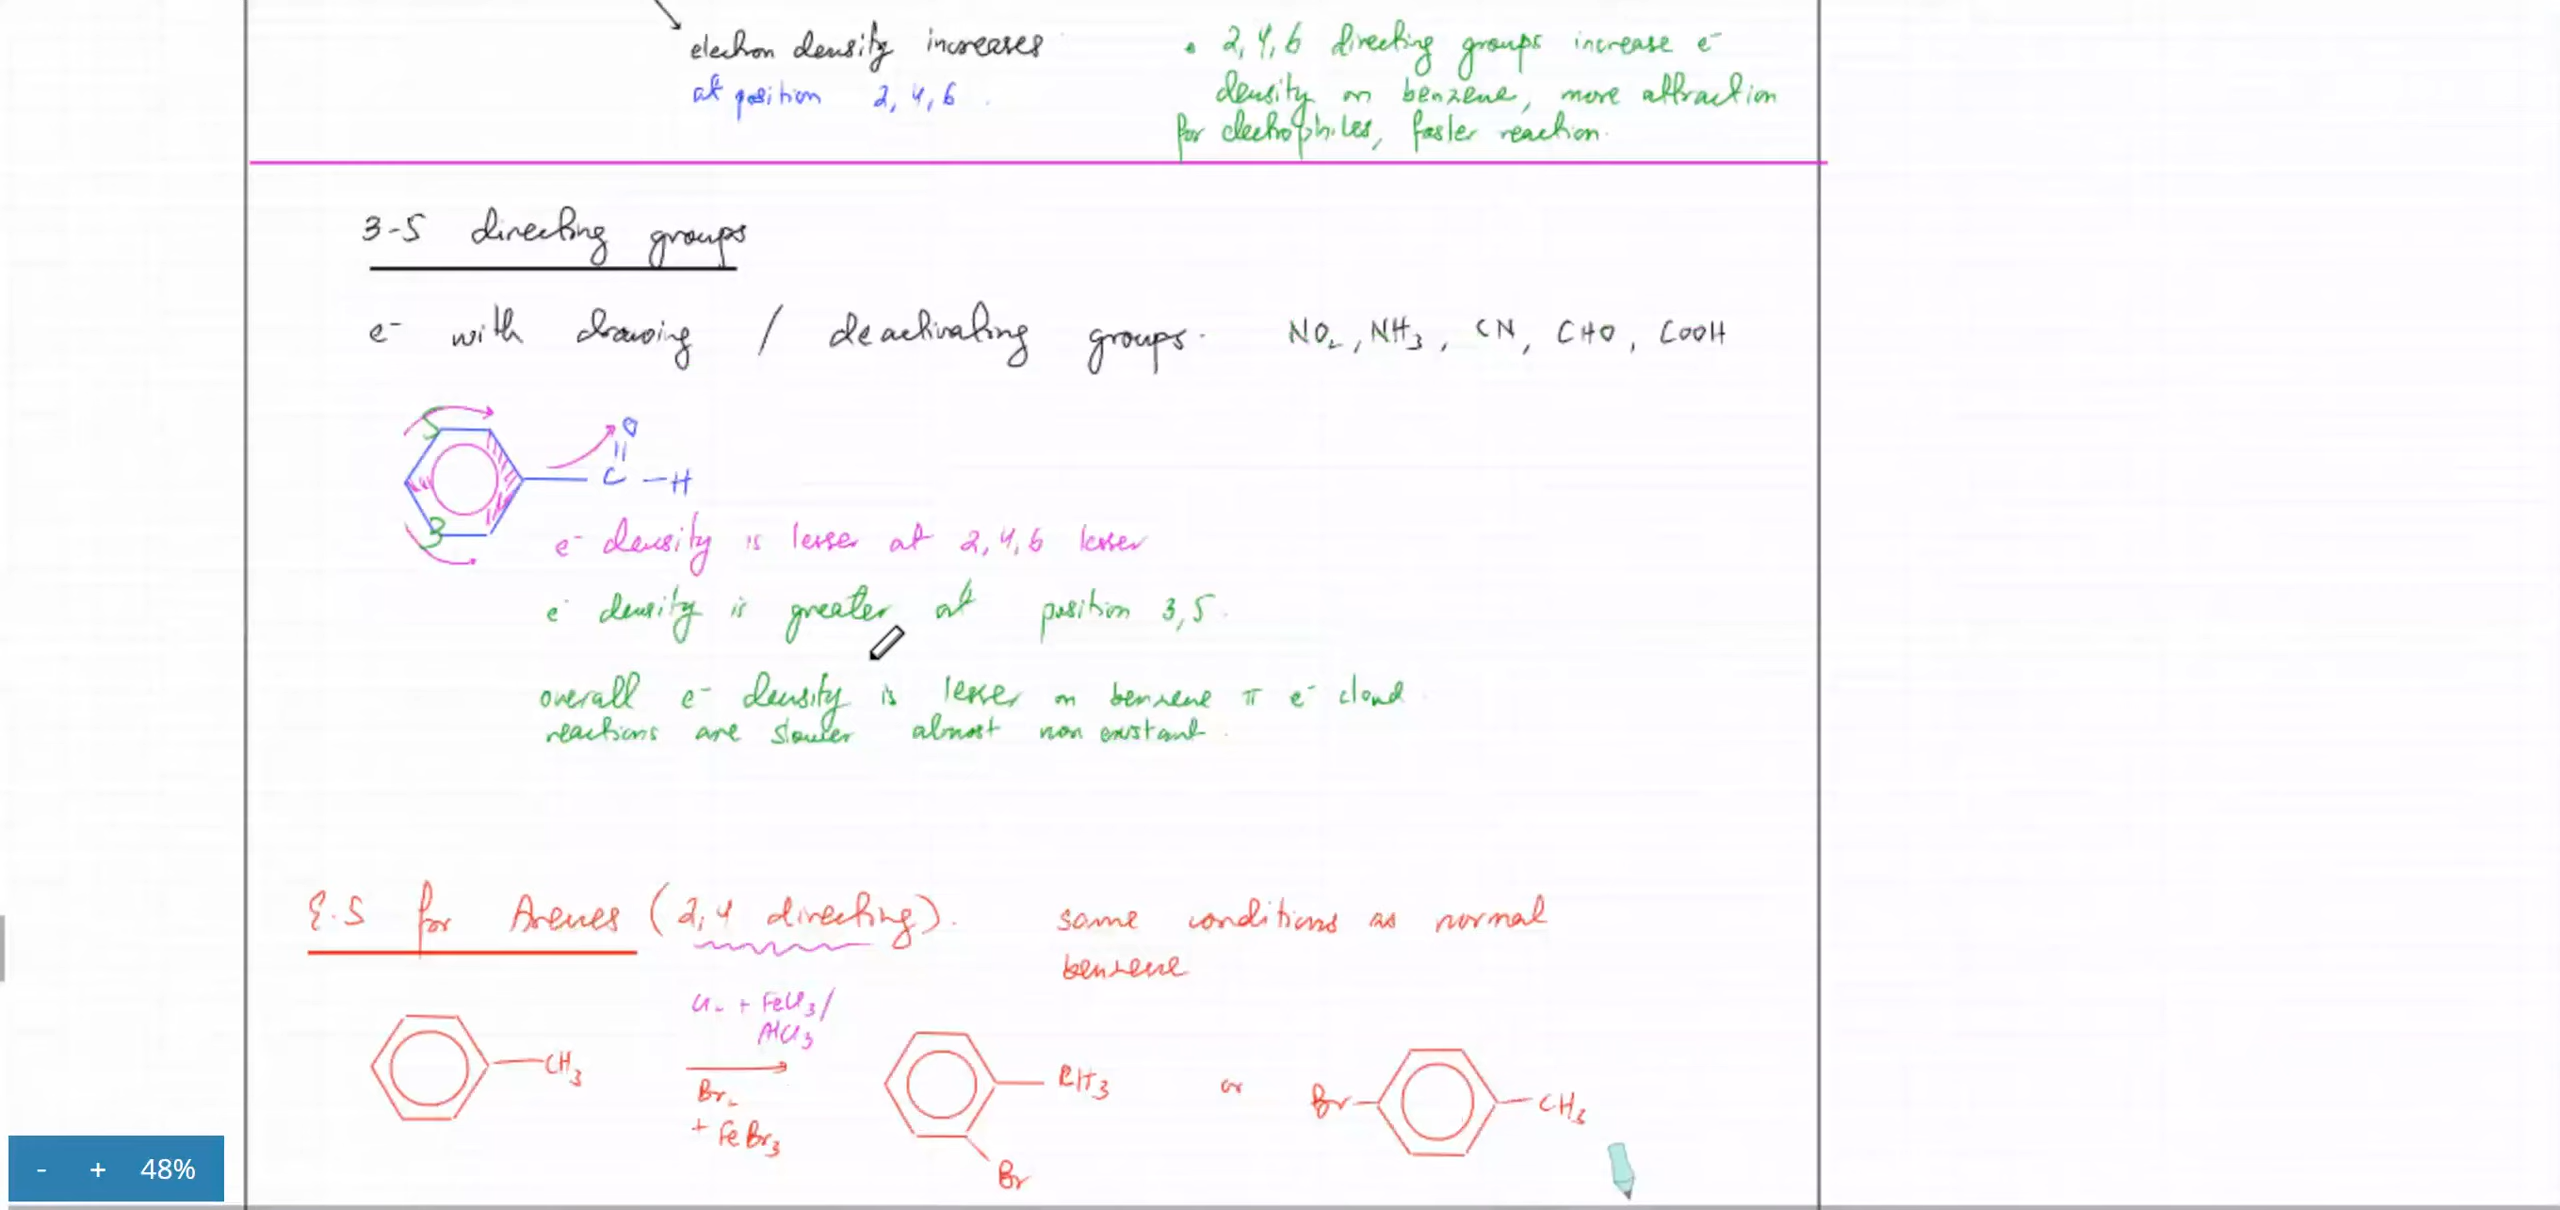 electron density increases
at position 2, 4, 6.
• 2, 4, 6 directing groups increase e⁻
density on benzene, more attraction
for electrophiles, faster reaction.
3-5 directing groups
e⁻ with drawing / deactivating groups. NO₂, NH₃, CN, CHO, COOH
5
O
C - H
3
e⁻ density is lesser at 2, 4, 6 lesser
e⁻ density is greater at position 3, 5.
overall e⁻ density is lesser on benzene π e⁻ cloud.
reactions are slower almost non existant.
E.S for Arenes (2, 4 directing). same conditions as normal
benzene
Cl₂ + FeCl₃/
AlCl₃
CH₃
Br₂
+ FeBr₃
CH₃
Br
or
Br
CH₃
- + 48%